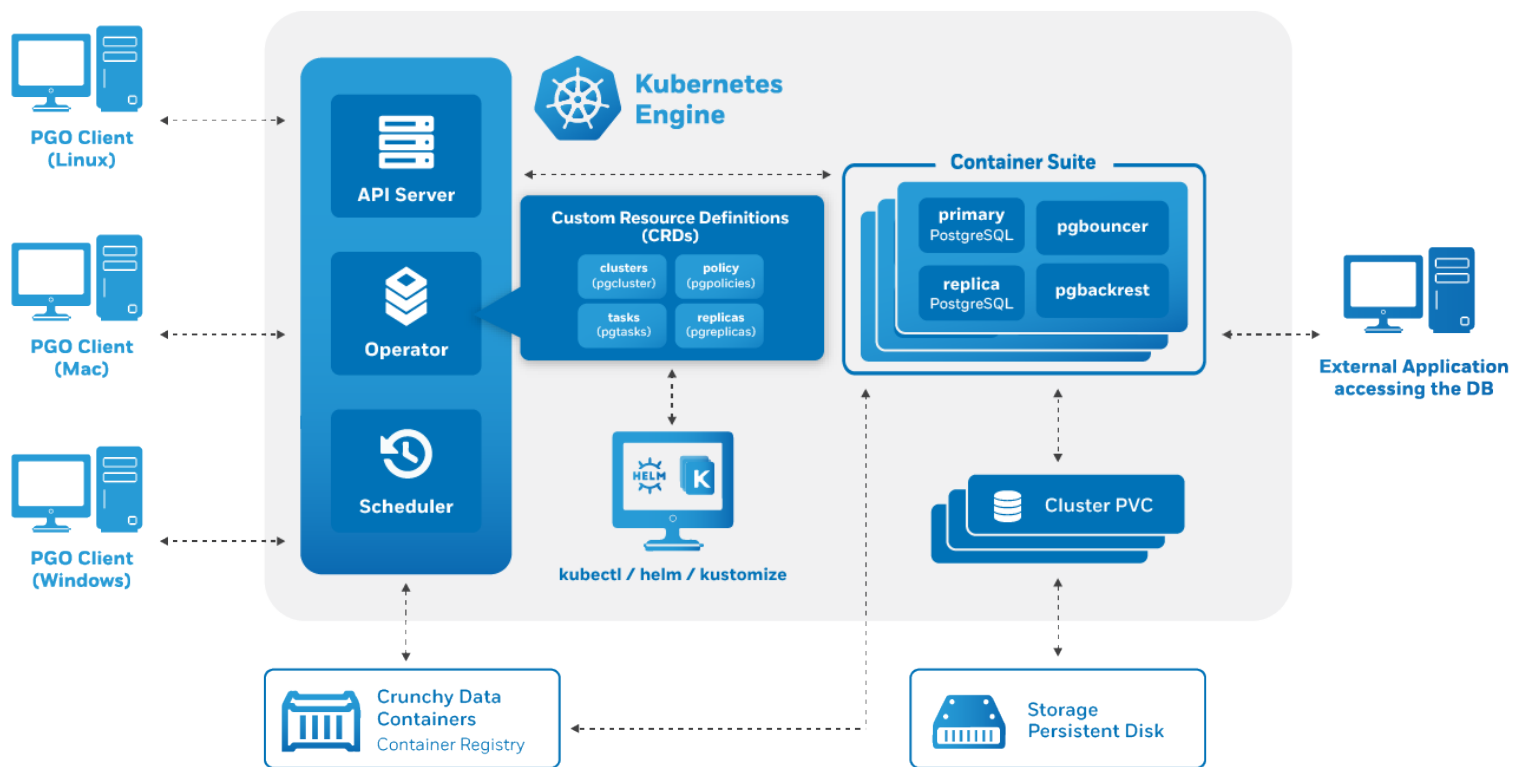 PGO Client
(Linux)
PGO Client
(Mac)
PGO Client
(Windows)
API Server
Operator
Scheduler
Kubernetes
Engine
Custom Resource Definitions
(CRDs)
clusters
(pgcluster)
policy
(pgpolicies)
tasks
(pgtasks)
replicas
(pgreplicas)
HELM
K
kubectl / helm / kustomize
Container Suite
primary
PostgreSQL
pgbouncer
replica
PostgreSQL
pgbackrest
Cluster PVC
External Application
accessing the DB
Crunchy Data
Containers
Container Registry
Storage
Persistent Disk